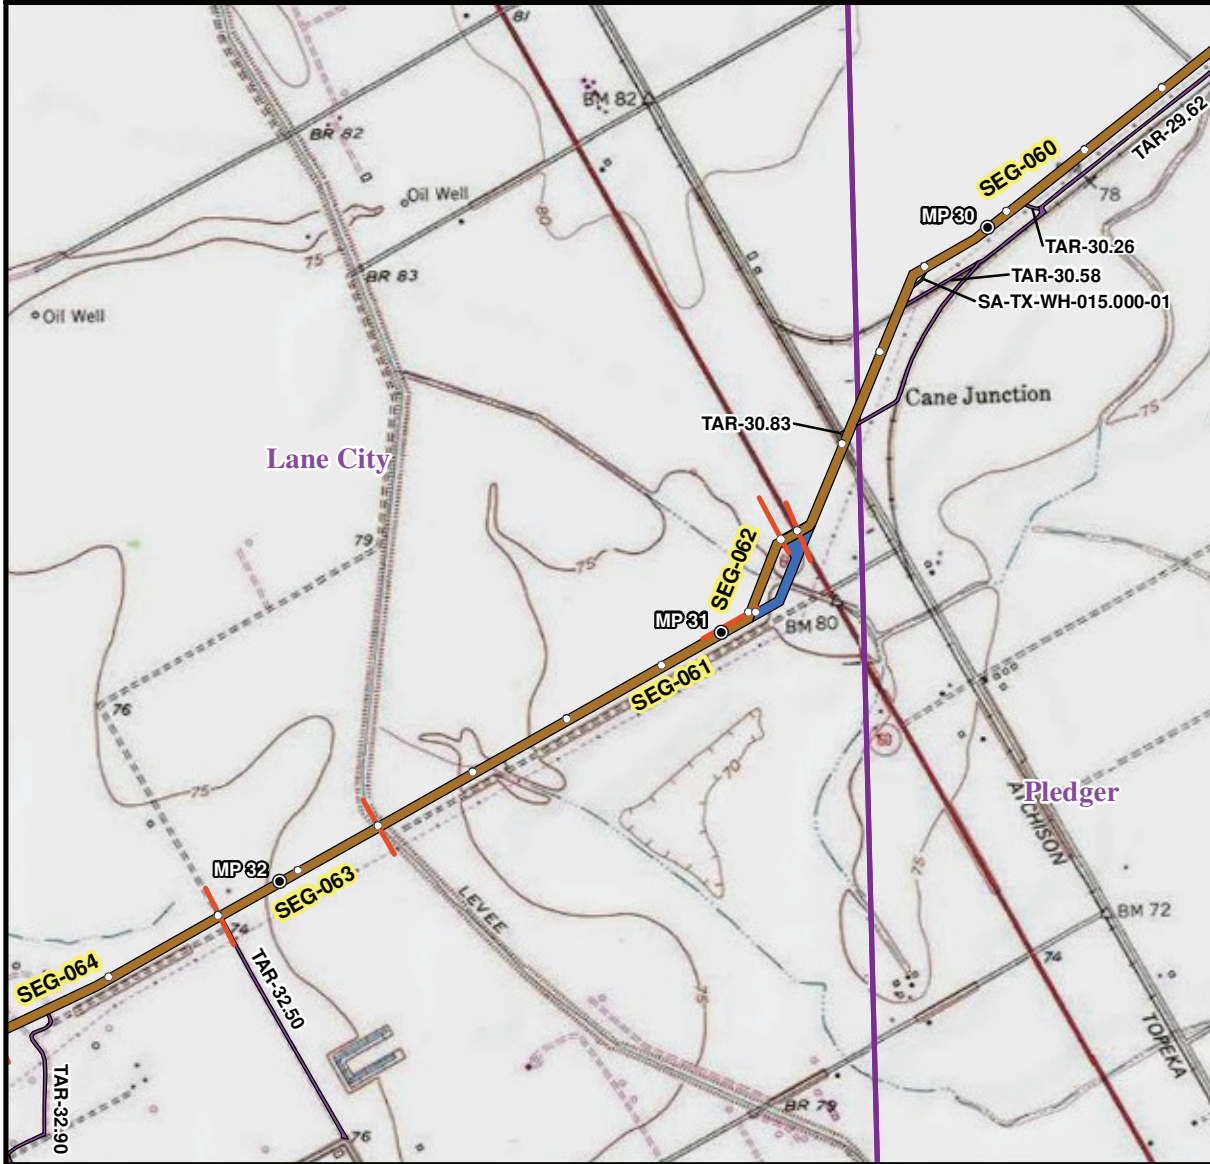 81
BM 82
BR 82
TAR-29.62
SEG-060
78
Oil Well
80
MP 30
TAR-30.26
75
BR 83
TAR-30.58
SA-TX-WH-015.000-01
Oil Well
Cane Junction
75
TAR-30.83
Lane City
79
SEG-062
75
MP 31
BM 80
SEG-061
76
60
75
70
Pledger
ATCHISON
MP 32
SEG-063
75
LEVEE
BM 72
74
SEG-064
TAR-32.50
74
75
TOPEKA
TAR-32.90
BR 79
76